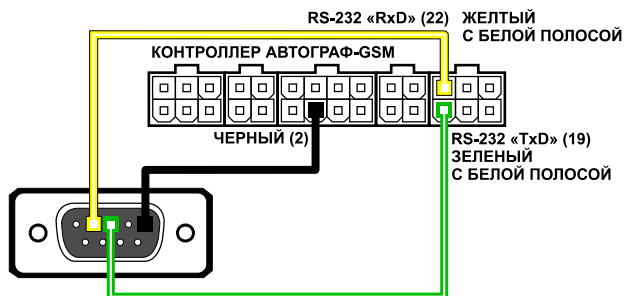 RS-232 «RxD» (22) ЖЕЛТЫЙ
С БЕЛОЙ ПОЛОСОЙ
КОНТРОЛЛЕР АВТОГРАФ-GSM
ЧЕРНЫЙ (2)
RS-232 «TxD» (19)
ЗЕЛЕНЫЙ
С БЕЛОЙ ПОЛОСОЙ